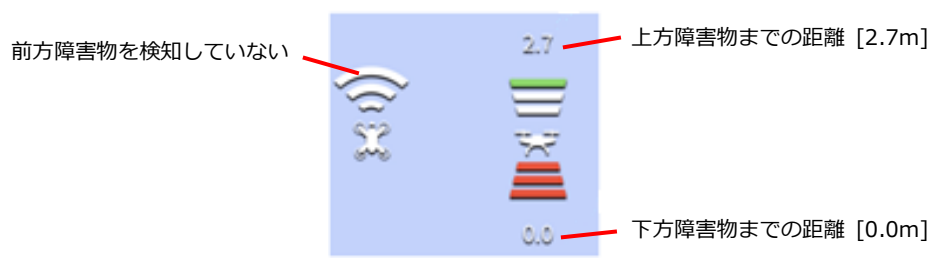 上方障害物までの距離 [2.7m]
2.7
前方障害物を検知していない
下方障害物までの距離 [0.0m]
0.0